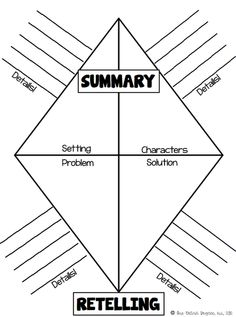 SUMMARY
Details!
Details!
Setting
Characters
Problem
Solution
Details!
Details!
RETELLING